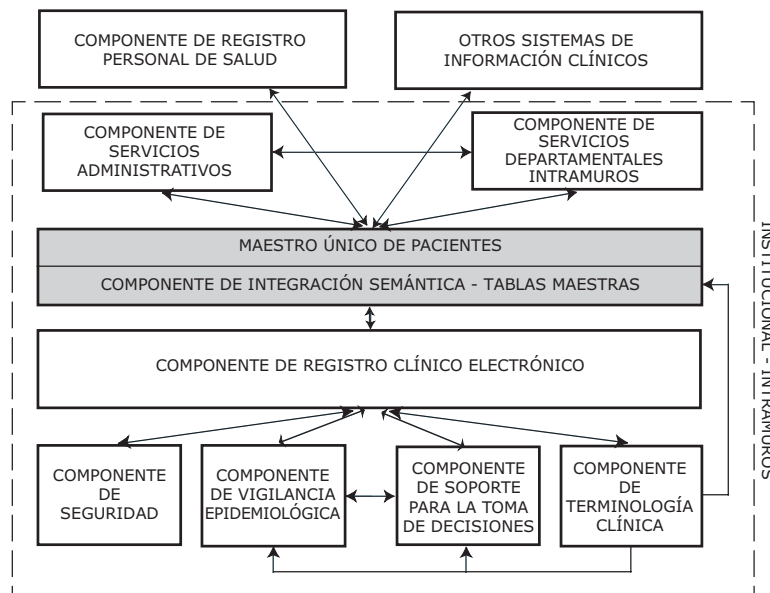 COMPONENTE DE REGISTRO
PERSONAL DE SALUD
OTROS SISTEMAS DE
INFORMACIÓN CLÍNICOS
COMPONENTE DE
SERVICIOS
ADMINISTRATIVOS
COMPONENTE DE
SERVICIOS
DEPARTAMENTALES
INTRAMUROS
MAESTRO ÚNICO DE PACIENTES
COMPONENTE DE INTEGRACIÓN SEMÁNTICA - TABLAS MAESTRAS
COMPONENTE DE REGISTRO CLÍNICO ELECTRÓNICO
COMPONENTE
DE
SEGURIDAD
COMPONENTE
DE VIGILANCIA
EPIDEMIOLÓGICA
COMPONENTE
DE SOPORTE
PARA LA TOMA
DE DECISIONES
COMPONENTE
DE
TERMINOLOGÍA
CLÍNICA
INSTITUCIONAL - INTRAMUROS